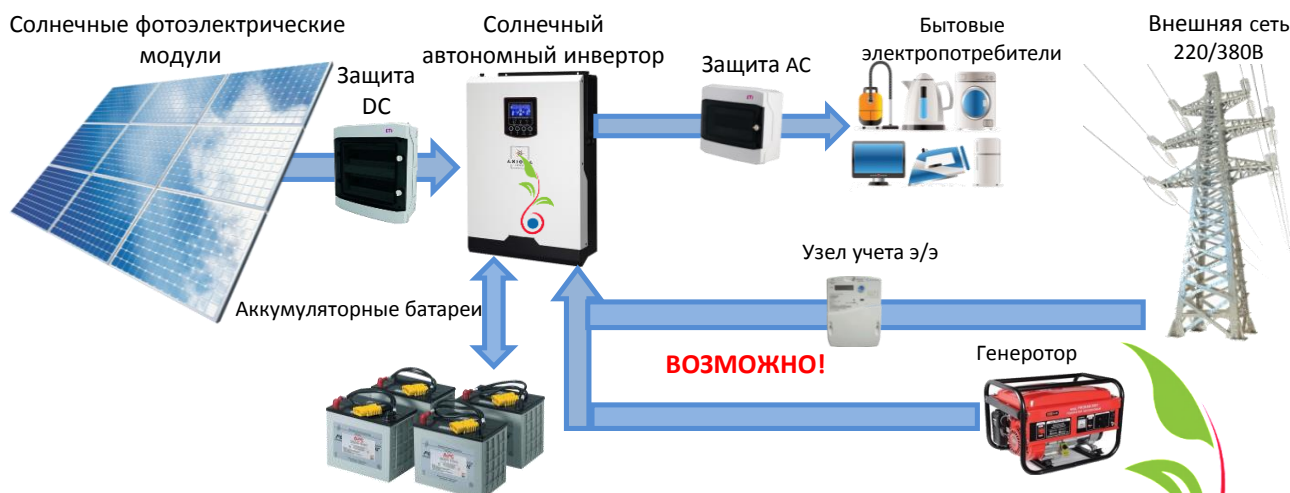 Солнечные фотоэлектрические
модули
Солнечный
автономный инвертор
Бытовые
электропотребители
Внешняя сеть
220/380В
Защита
DC
Защита AC
Узел учета э/э
Аккумуляторные батареи
ВОЗМОЖНО!
Генеротор